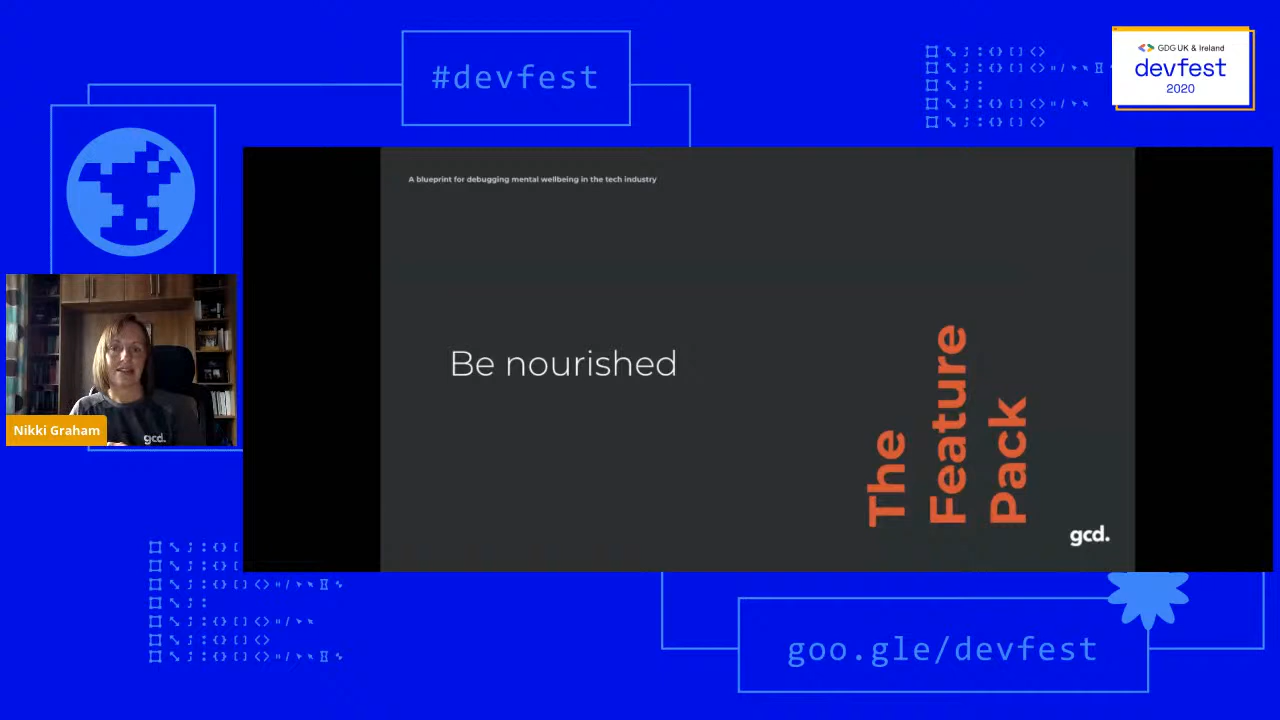 #devfest
GDG UK & Ireland
devfest
2020
A blueprint for debugging mental wellbeing in the tech industry
Be nourished
The
Feature
Pack
gcd.
Nikki Graham
gcd.
goo.gle/devfest